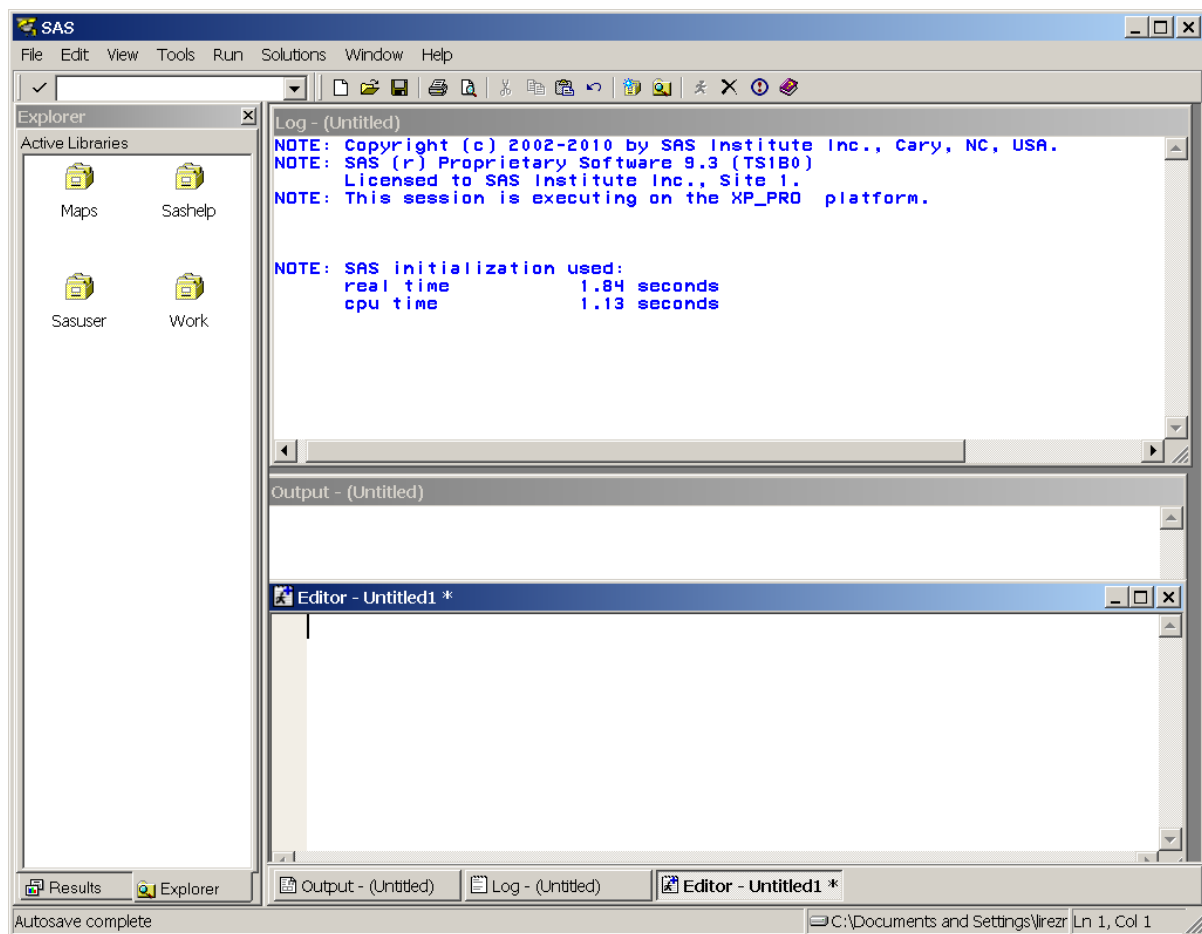 SAS
File Edit View Tools Run Solutions Window Help
Explorer
Active Libraries
Maps Sashelp
Sasuser Work
Log - (Untitled)
NOTE: Copyright (c) 2002-2010 by SAS Institute Inc., Cary, NC, USA.
NOTE: SAS (r) Proprietary Software 9.3 (TS1B0)
Licensed to SAS Institute Inc., Site 1.
NOTE: This session is executing on the XP_PRO platform.
NOTE: SAS initialization used:
real time 1.84 seconds
cpu time 1.13 seconds
Output - (Untitled)
Editor - Untitled1 *
Results Explorer
Output - (Untitled) Log - (Untitled) Editor - Untitled1 *
Autosave complete C:\Documents and Settings\lirezr Ln 1, Col 1